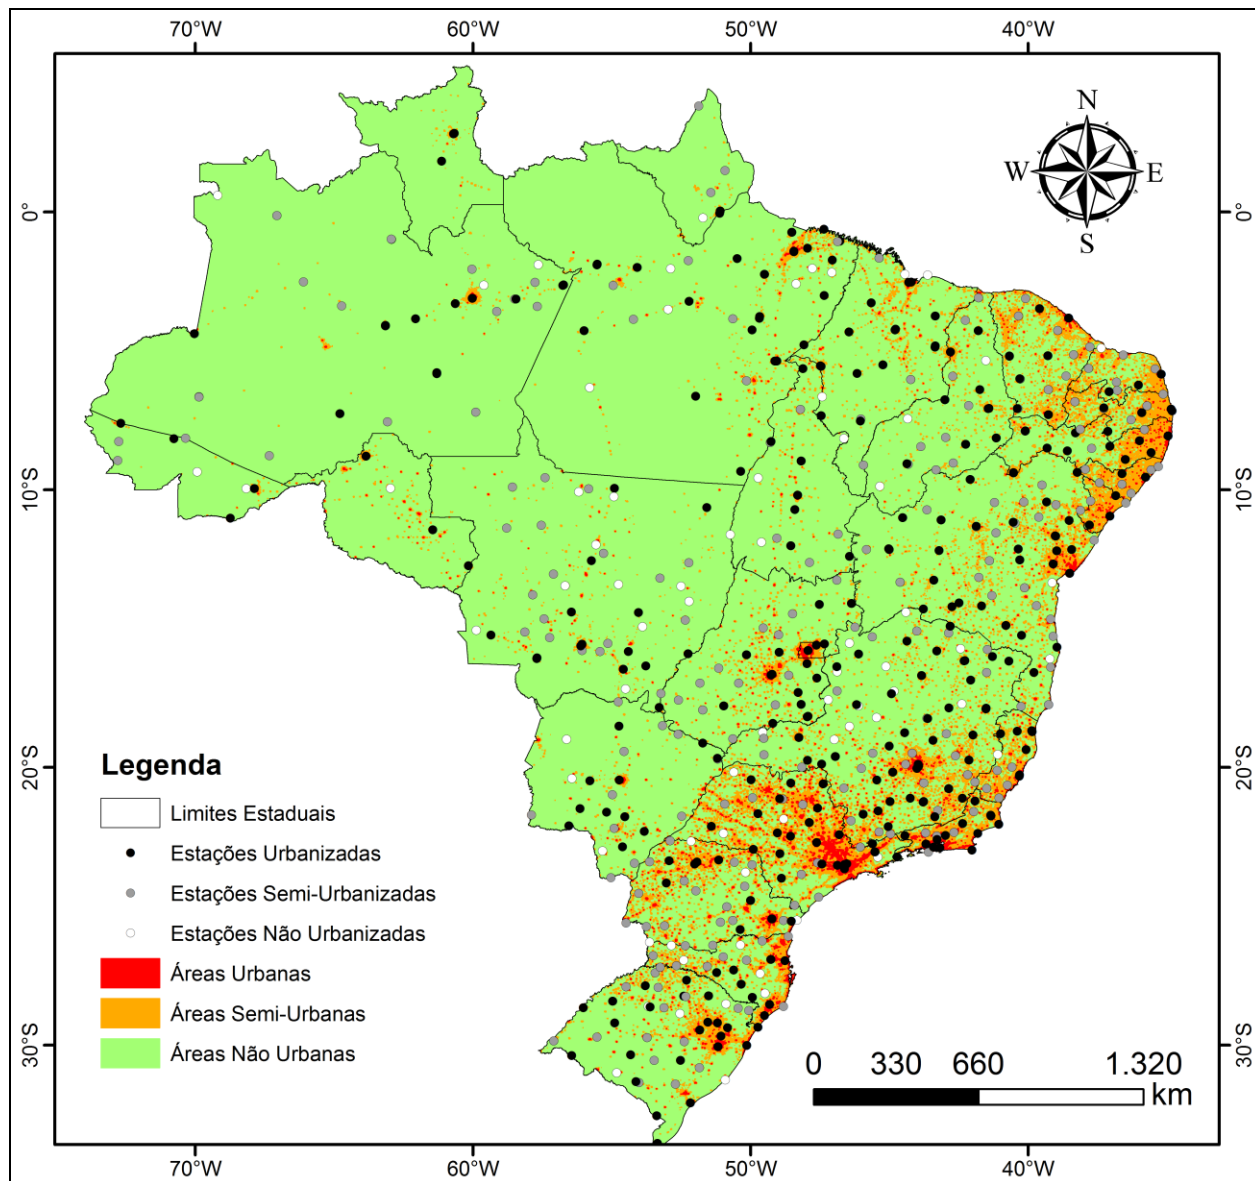 70°W 60°W 50°W 40°W
N
W E
S
0° 0°
10°S 10°S
20°S 20°S
30°S 30°S
Legenda
Limites Estaduais
Estações Urbanizadas
Estações Semi-Urbanizadas
Estações Não Urbanizadas
Áreas Urbanas
Áreas Semi-Urbanas
Áreas Não Urbanas
0 330 660 1.320
km
70°W 60°W 50°W 40°W